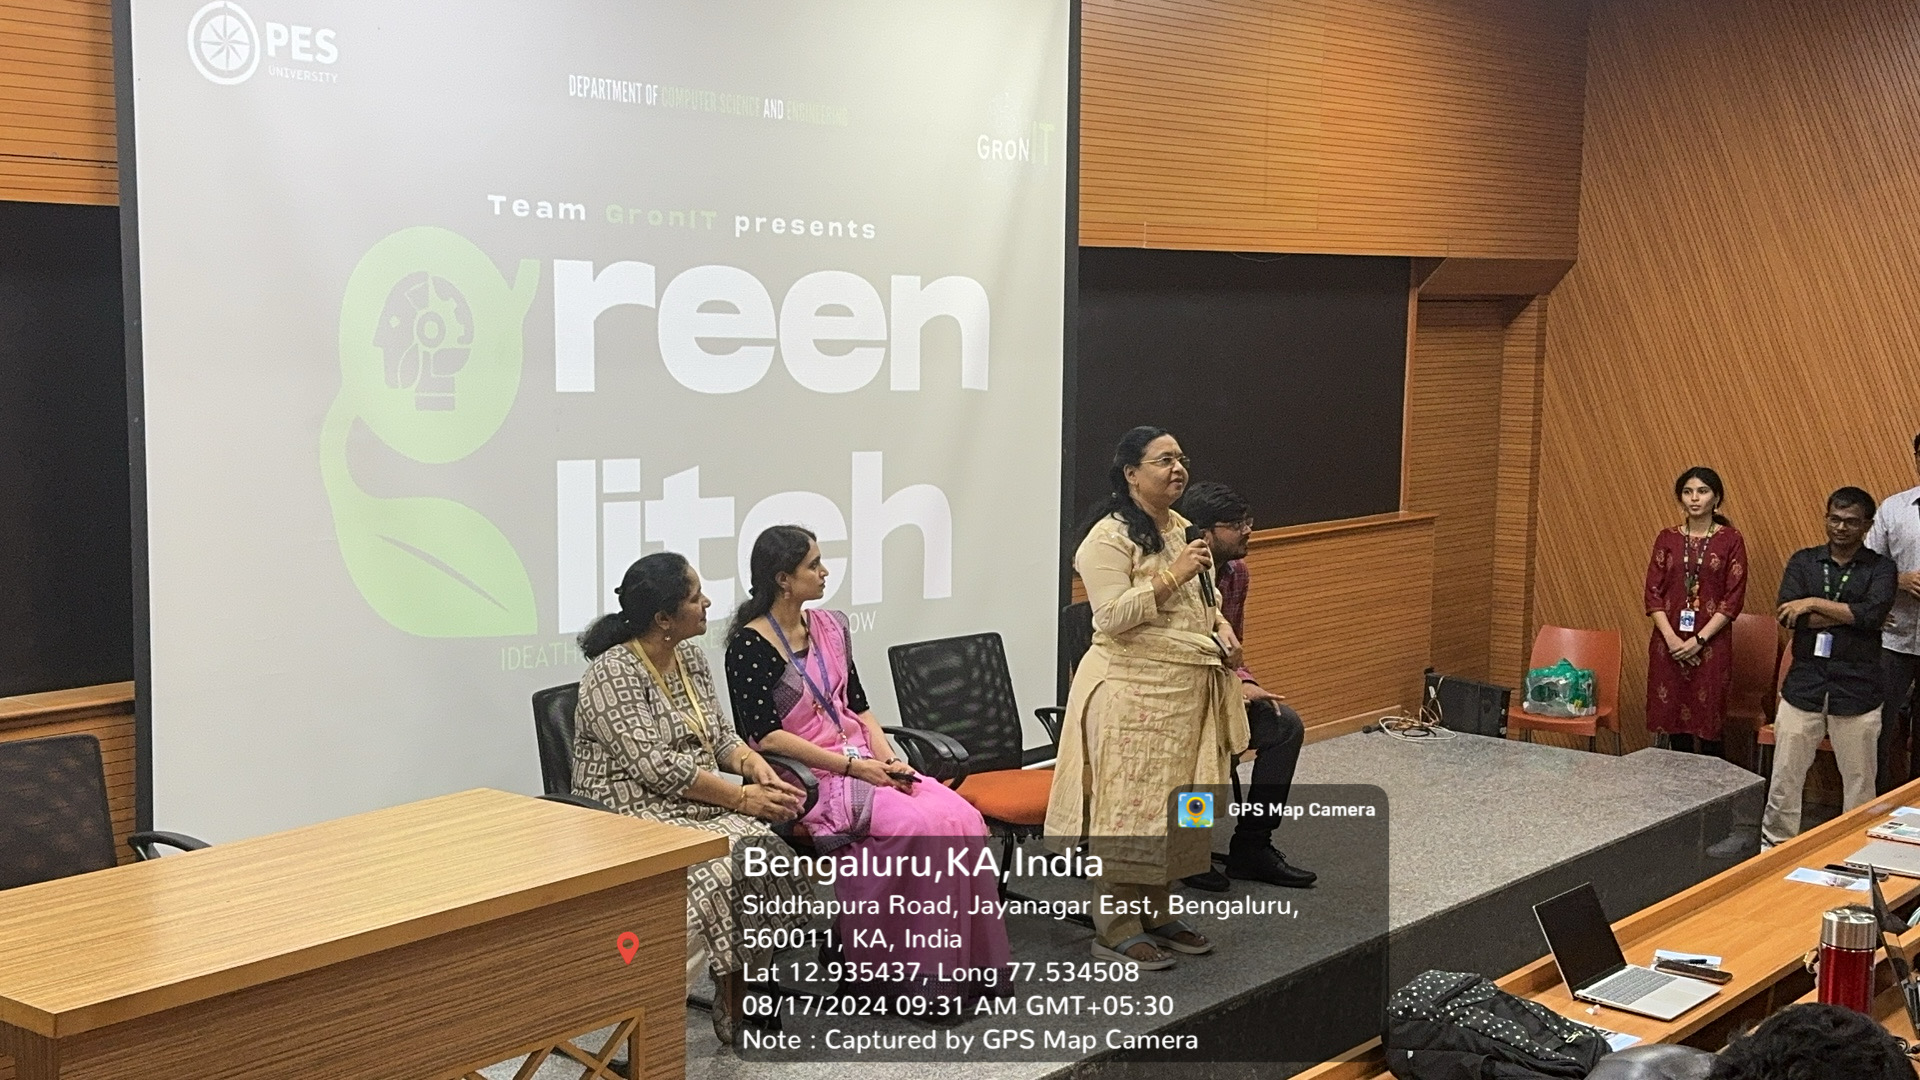 PES
UNIVERSITY
DEPARTMENT OF COMPUTER SCIENCE AND ENGINEERING
GRONIT
Team GronIT presents
green
litch
GPS Map Camera
Bengaluru,KA,India
Siddhapura Road, Jayanagar East, Bengaluru,
560011, KA, India
Lat 12.935437, Long 77.534508
08/17/2024 09:31 AM GMT+05:30
Note : Captured by GPS Map Camera